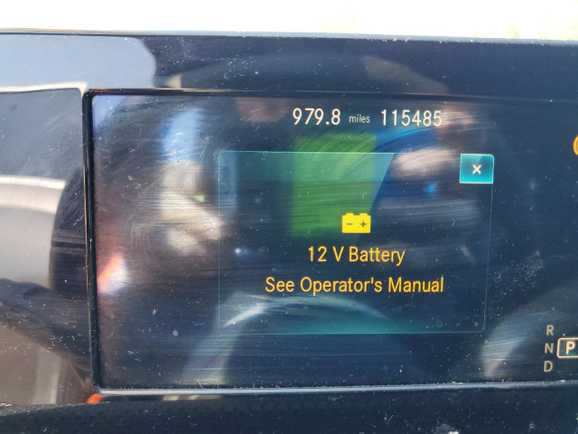 979.8 miles 115485
×
12 V Battery
See Operator's Manual
R
N
P
D